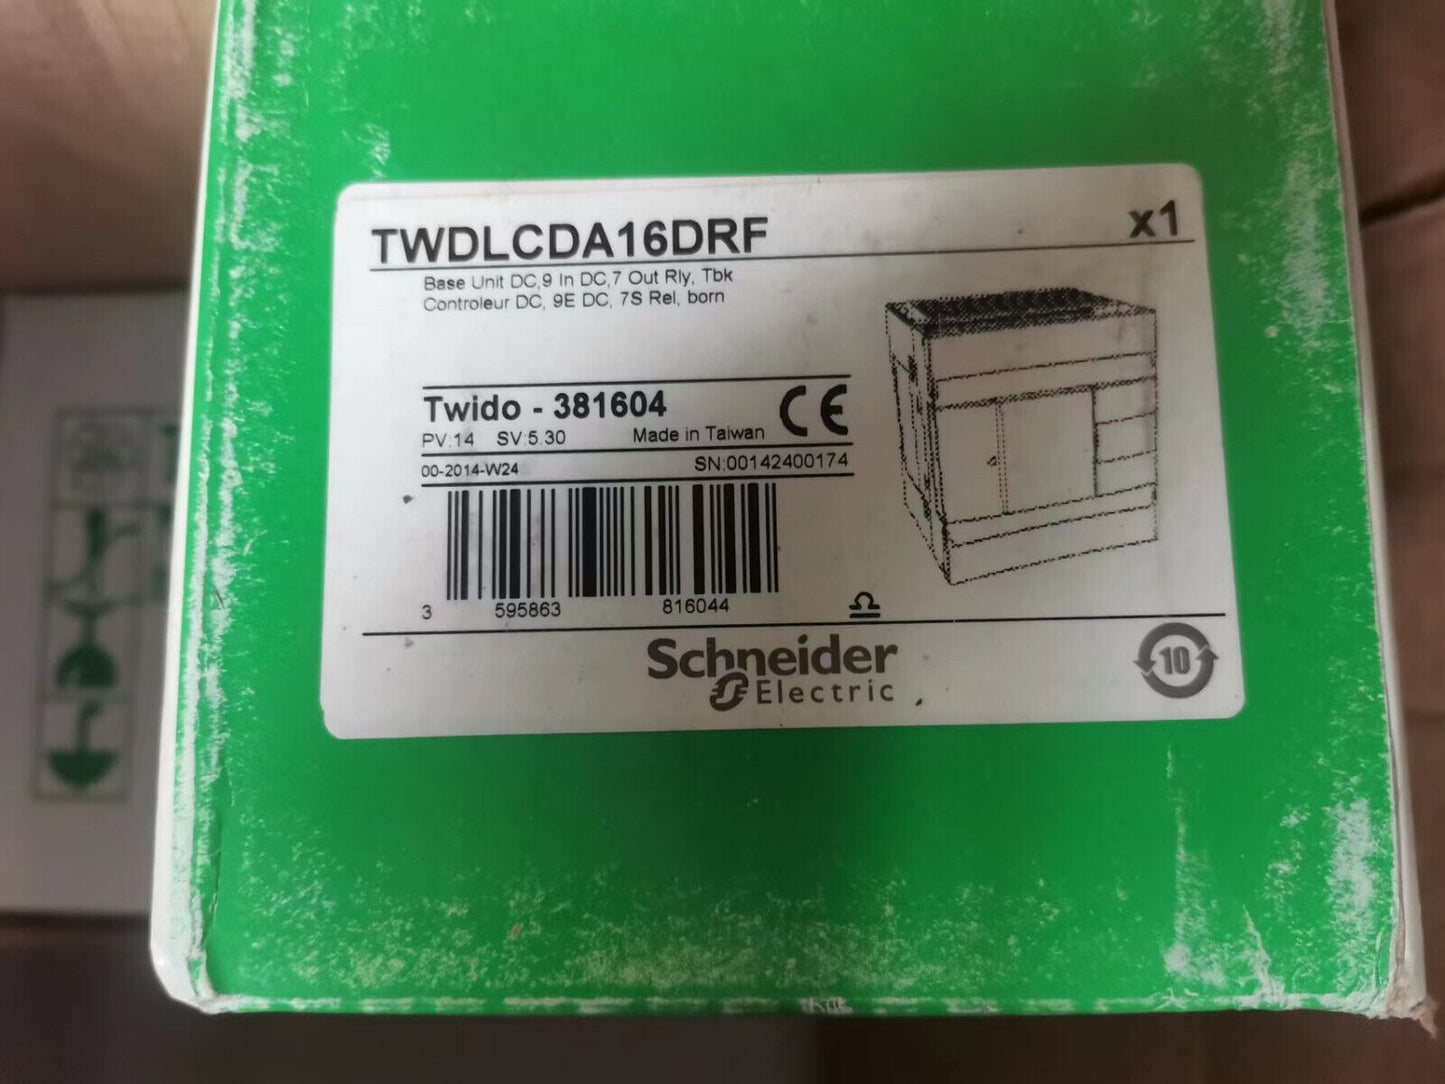 TWDLCDA16DRF x1
Base Unit DC,9 In DC,7 Out Rly, Tbk
Controleur DC, 9E DC, 7S Rel, born
Twido - 381604 CE
PV:14 SV:5.30 Made in Taiwan
00-2014-W24 SN:00142400174
3 595863 816044
Schneider
Electric
10